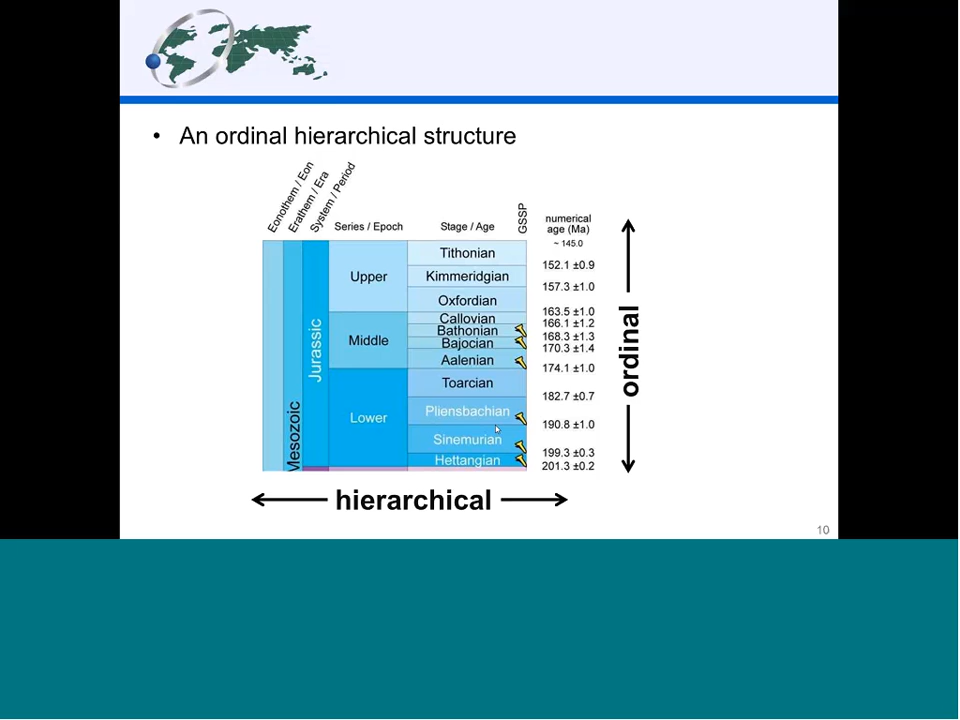 • An ordinal hierarchical structure
Eonothem / Eon
Erathem / Era
System / Period
Series / Epoch
Stage / Age
GSSP
numerical
age (Ma)
Mesozoic
Jurassic
Upper
Middle
Lower
Tithonian
Kimmeridgian
Oxfordian
Callovian
Bathonian
Bajocian
Aalenian
Toarcian
Pliensbachian
Sinemurian
Hettangian
~ 145.0
152.1 ±0.9
157.3 ±1.0
163.5 ±1.0
166.1 ±1.2
168.3 ±1.3
170.3 ±1.4
174.1 ±1.0
182.7 ±0.7
190.8 ±1.0
199.3 ±0.3
201.3 ±0.2
ordinal
hierarchical
10